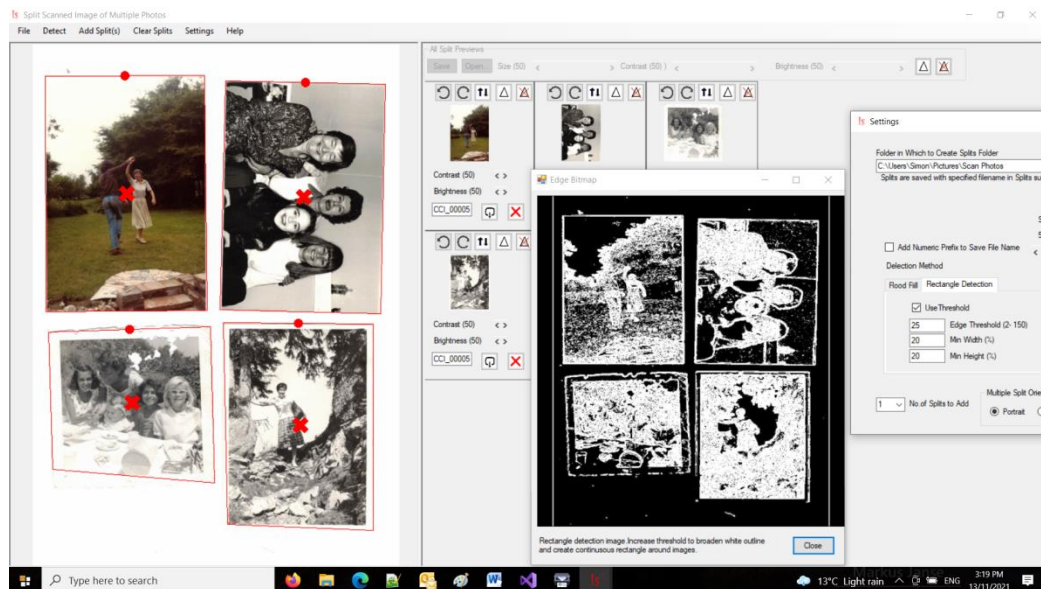 Split Scanned Image of Multiple Photos
File Detect Add Split(s) Clear Splits Settings Help
All Split Previews
Save Open Size (50) < > Contrast (50) ) < > Brightness (50) < >
Contrast (50) < >
Brightness (50) < >
CCI_00005
Contrast (50) < >
Brightness (50) < >
CCI_00005
Edge Bitmap
Rectangle detection image.Increase threshold to broaden white outline
and create continuous rectangle around images.
Close
Settings
Folder in Which to Create Splits Folder
C:\Users\Simon\Pictures\Scan Photos
Splits are saved with specified filename in Splits su
Add Numeric Prefix to Save File Name
<
Detection Method
Flood Fill Rectangle Detection
Use Threshold
25 Edge Threshold (2- 150)
20 Min Width (%)
20 Min Height (%)
1 No.of Splits to Add
Multiple Split Orie
Portrait
Type here to search
13°C Light rain ENG
3:19 PM
13/11/2021